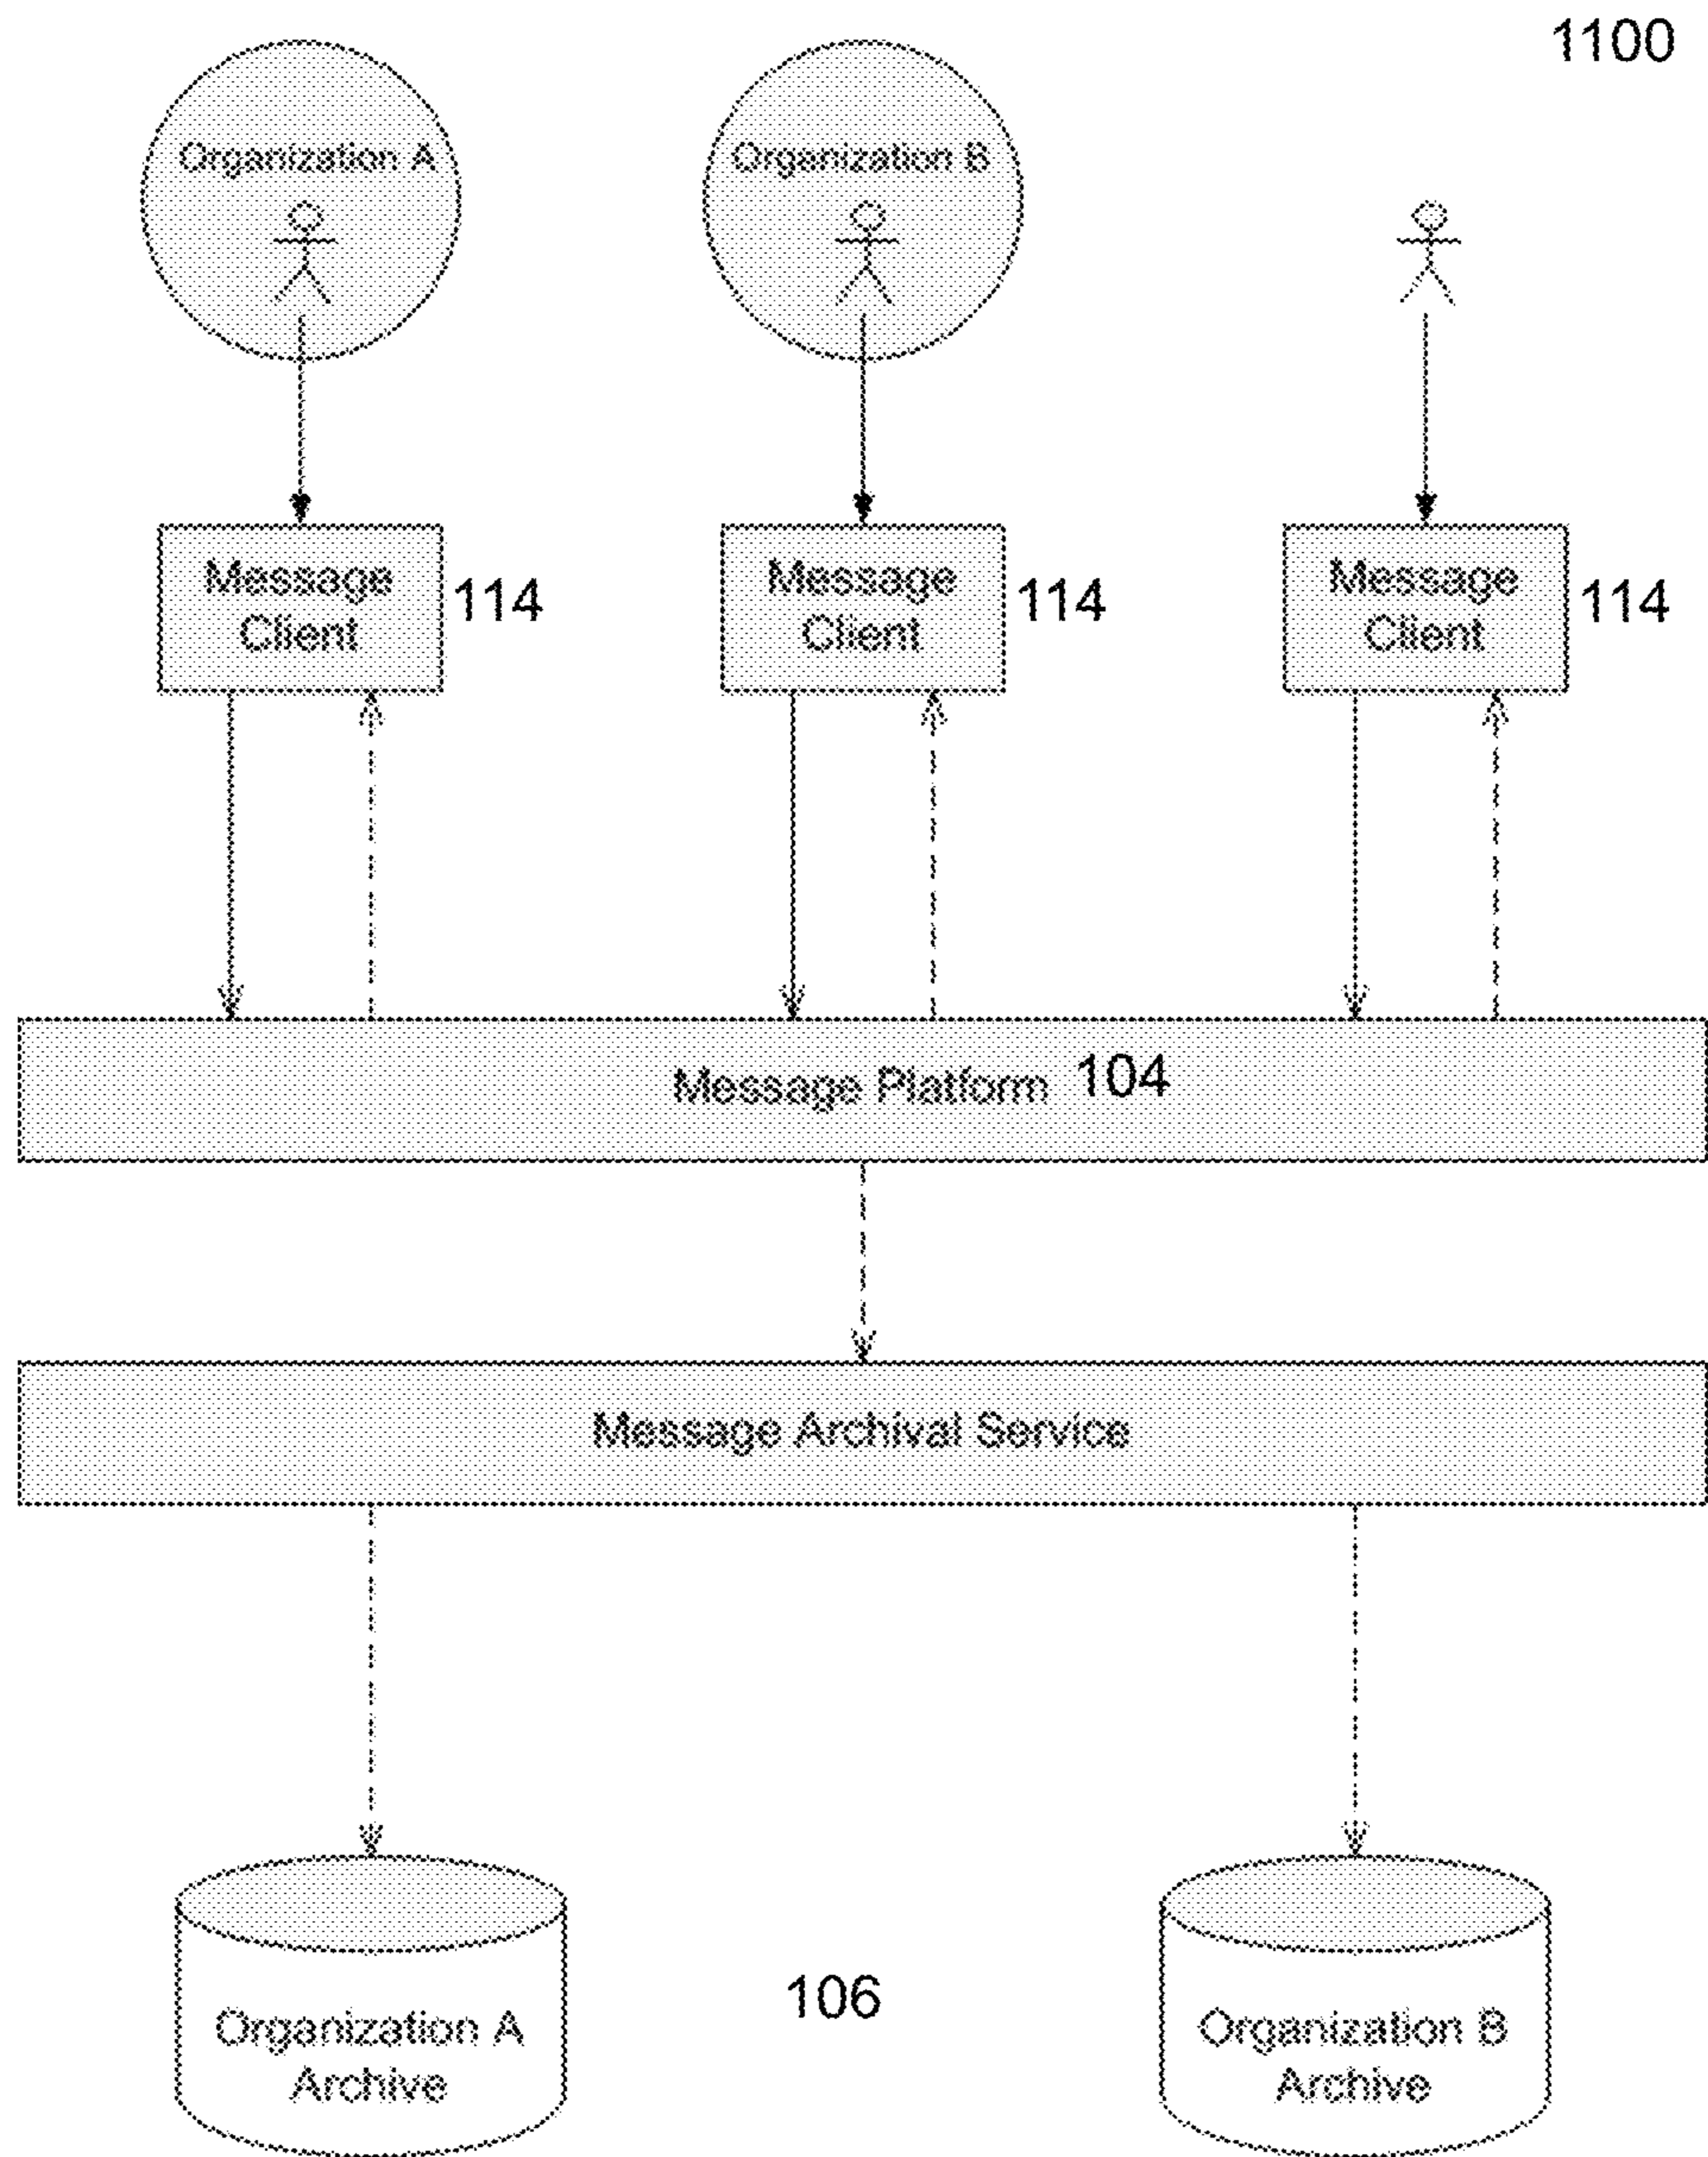 1100
Organization A
Organization B
Message
Client
114
Message
Client
114
Message
Client
114
Message Platform 104
Message Archival Service
Organization A
Archive
106
Organization B
Archive